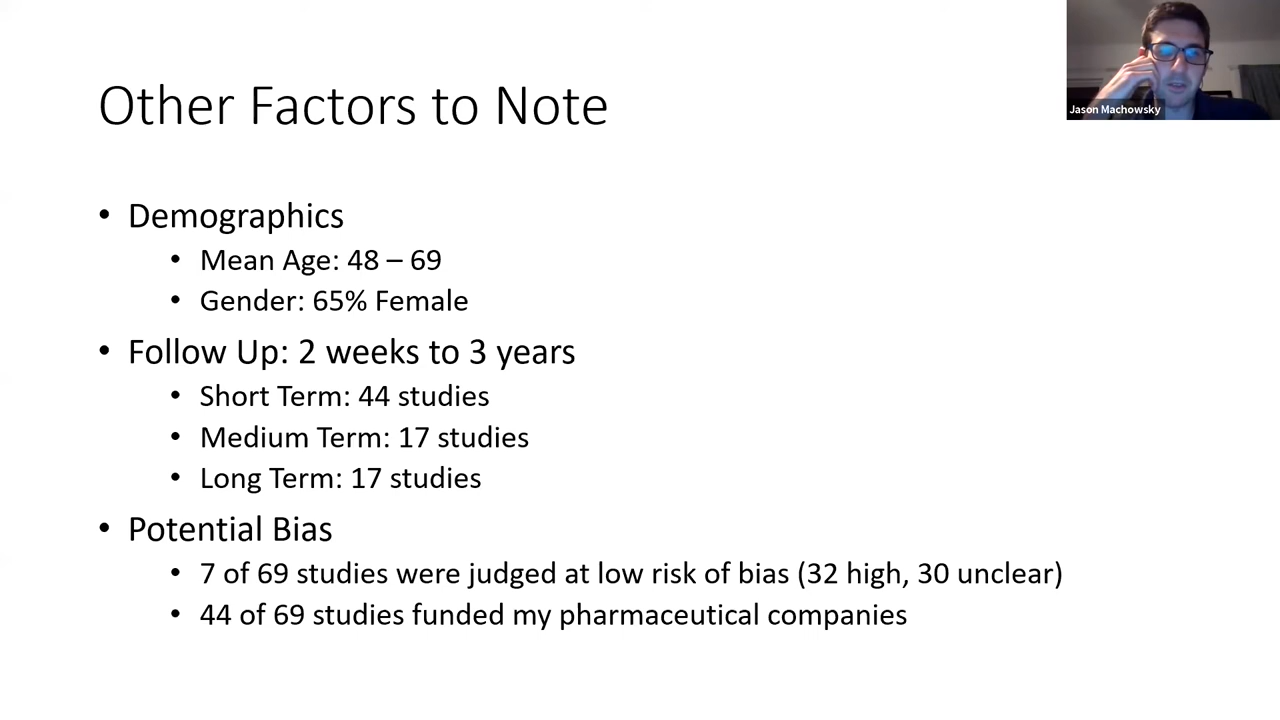 Other Factors to Note
Jason Machowsky
• Demographics
• Mean Age: 48 – 69
• Gender: 65% Female
• Follow Up: 2 weeks to 3 years
• Short Term: 44 studies
• Medium Term: 17 studies
• Long Term: 17 studies
• Potential Bias
• 7 of 69 studies were judged at low risk of bias (32 high, 30 unclear)
• 44 of 69 studies funded my pharmaceutical companies